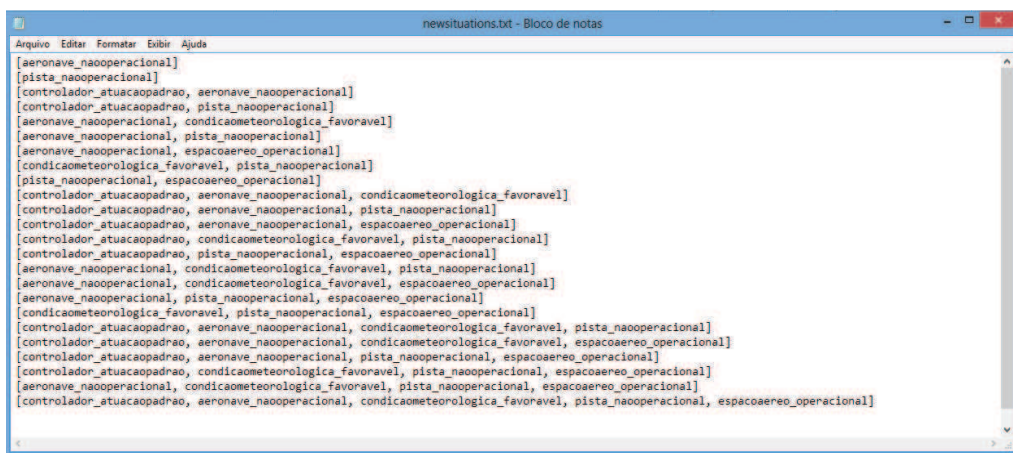 newsituations.txt - Bloco de notas
Arquivo Editar Formatar Exibir Ajuda
[aeronave_naooperacional]
[pista_naooperacional]
[controlador_atuacaopadrao, aeronave_naooperacional]
[controlador_atuacaopadrao, pista_naooperacional]
[aeronave_naooperacional, condicaometeorologica_favoravel]
[aeronave_naooperacional, pista_naooperacional]
[aeronave_naooperacional, espacoaereo_operacional]
[condicaometeorologica_favoravel, pista_naooperacional]
[pista_naooperacional, espacoaereo_operacional]
[controlador_atuacaopadrao, aeronave_naooperacional, condicaometeorologica_favoravel]
[controlador_atuacaopadrao, aeronave_naooperacional, pista_naooperacional]
[controlador_atuacaopadrao, aeronave_naooperacional, espacoaereo_operacional]
[controlador_atuacaopadrao, condicaometeorologica_favoravel, pista_naooperacional]
[controlador_atuacaopadrao, pista_naooperacional, espacoaereo_operacional]
[aeronave_naooperacional, condicaometeorologica_favoravel, pista_naooperacional]
[aeronave_naooperacional, condicaometeorologica_favoravel, espacoaereo_operacional]
[aeronave_naooperacional, pista_naooperacional, espacoaereo_operacional]
[condicaometeorologica_favoravel, pista_naooperacional, espacoaereo_operacional]
[controlador_atuacaopadrao, aeronave_naooperacional, condicaometeorologica_favoravel, pista_naooperacional]
[controlador_atuacaopadrao, aeronave_naooperacional, condicaometeorologica_favoravel, espacoaereo_operacional]
[controlador_atuacaopadrao, aeronave_naooperacional, pista_naooperacional, espacoaereo_operacional]
[controlador_atuacaopadrao, condicaometeorologica_favoravel, pista_naooperacional, espacoaereo_operacional]
[aeronave_naooperacional, condicaometeorologica_favoravel, pista_naooperacional, espacoaereo_operacional]
[controlador_atuacaopadrao, aeronave_naooperacional, condicaometeorologica_favoravel, pista_naooperacional, espacoaereo_operacional]